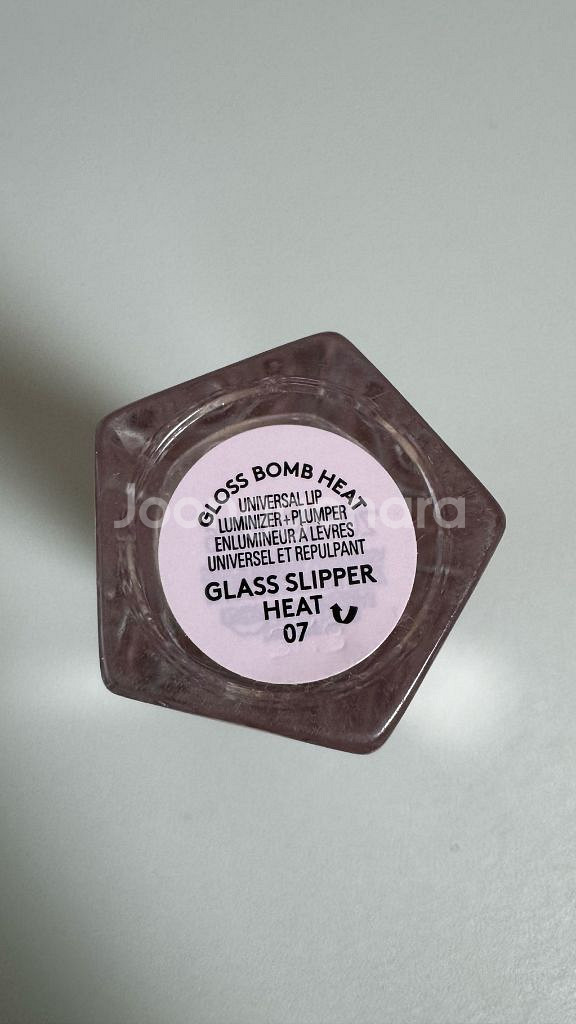 GLOSS BOMB HEAT
UNIVERSAL LIP
LUMINIZER+PLUMPER
ENLUMINEUR À LÈVRES
UNIVERSEL ET REPULPANT
GLASS SLIPPER
HEAT
07